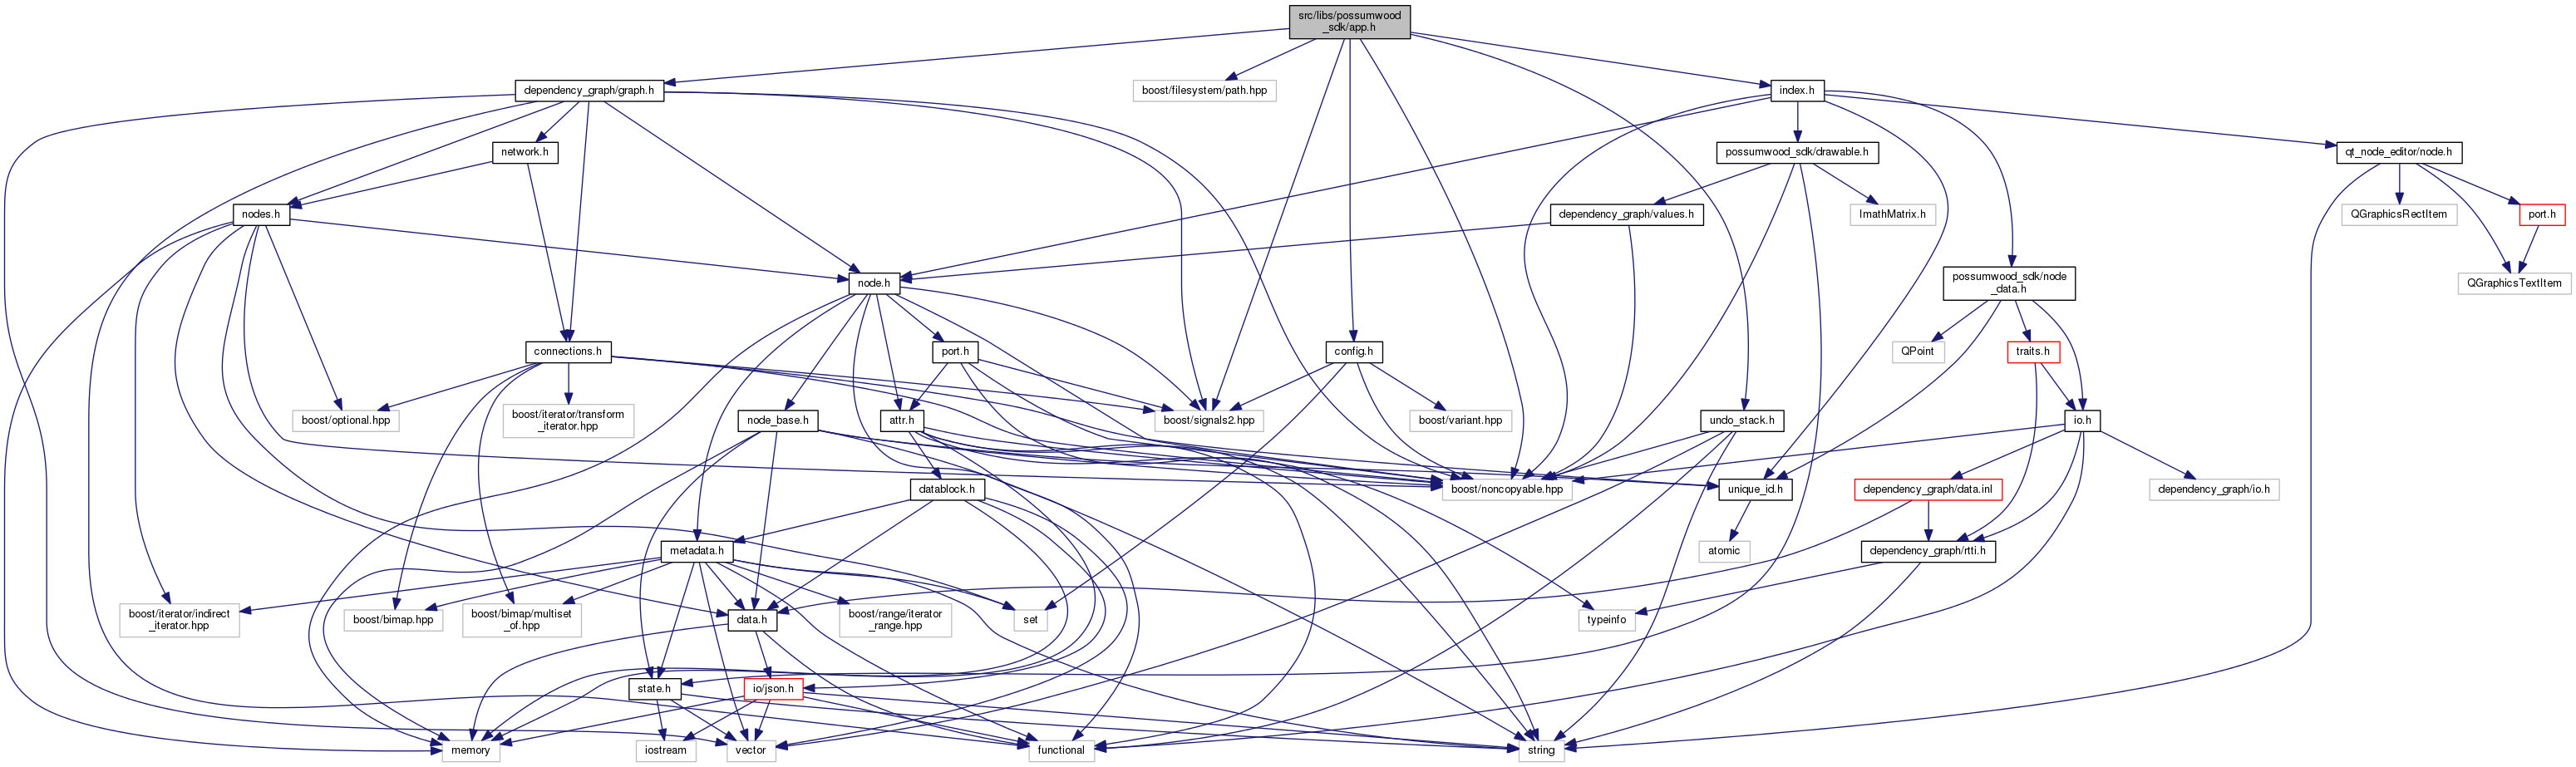 src/libs/possumwood
_sdk/app.h
dependency_graph/graph.h
boost/filesystem/path.hpp
index.h
network.h
possumwood_sdk/drawable.h
qt_node_editor/node.h
nodes.h
dependency_graph/values.h
ImathMatrix.h
QGraphicsRectItem
port.h
node.h
possumwood_sdk/node
_data.h
QGraphicsTextItem
connections.h
port.h
config.h
QPoint
traits.h
boost/optional.hpp
boost/iterator/transform
_iterator.hpp
node_base.h
attr.h
boost/signals2.hpp
boost/variant.hpp
undo_stack.h
io.h
datablock.h
boost/noncopyable.hpp
unique_id.h
dependency_graph/data.inl
dependency_graph/io.h
metadata.h
atomic
dependency_graph/rtti.h
boost/iterator/indirect
_iterator.hpp
boost/bimap.hpp
boost/bimap/multiset
_of.hpp
data.h
boost/range/iterator
_range.hpp
set
typeinfo
state.h
io/json.h
memory
iostream
vector
functional
string